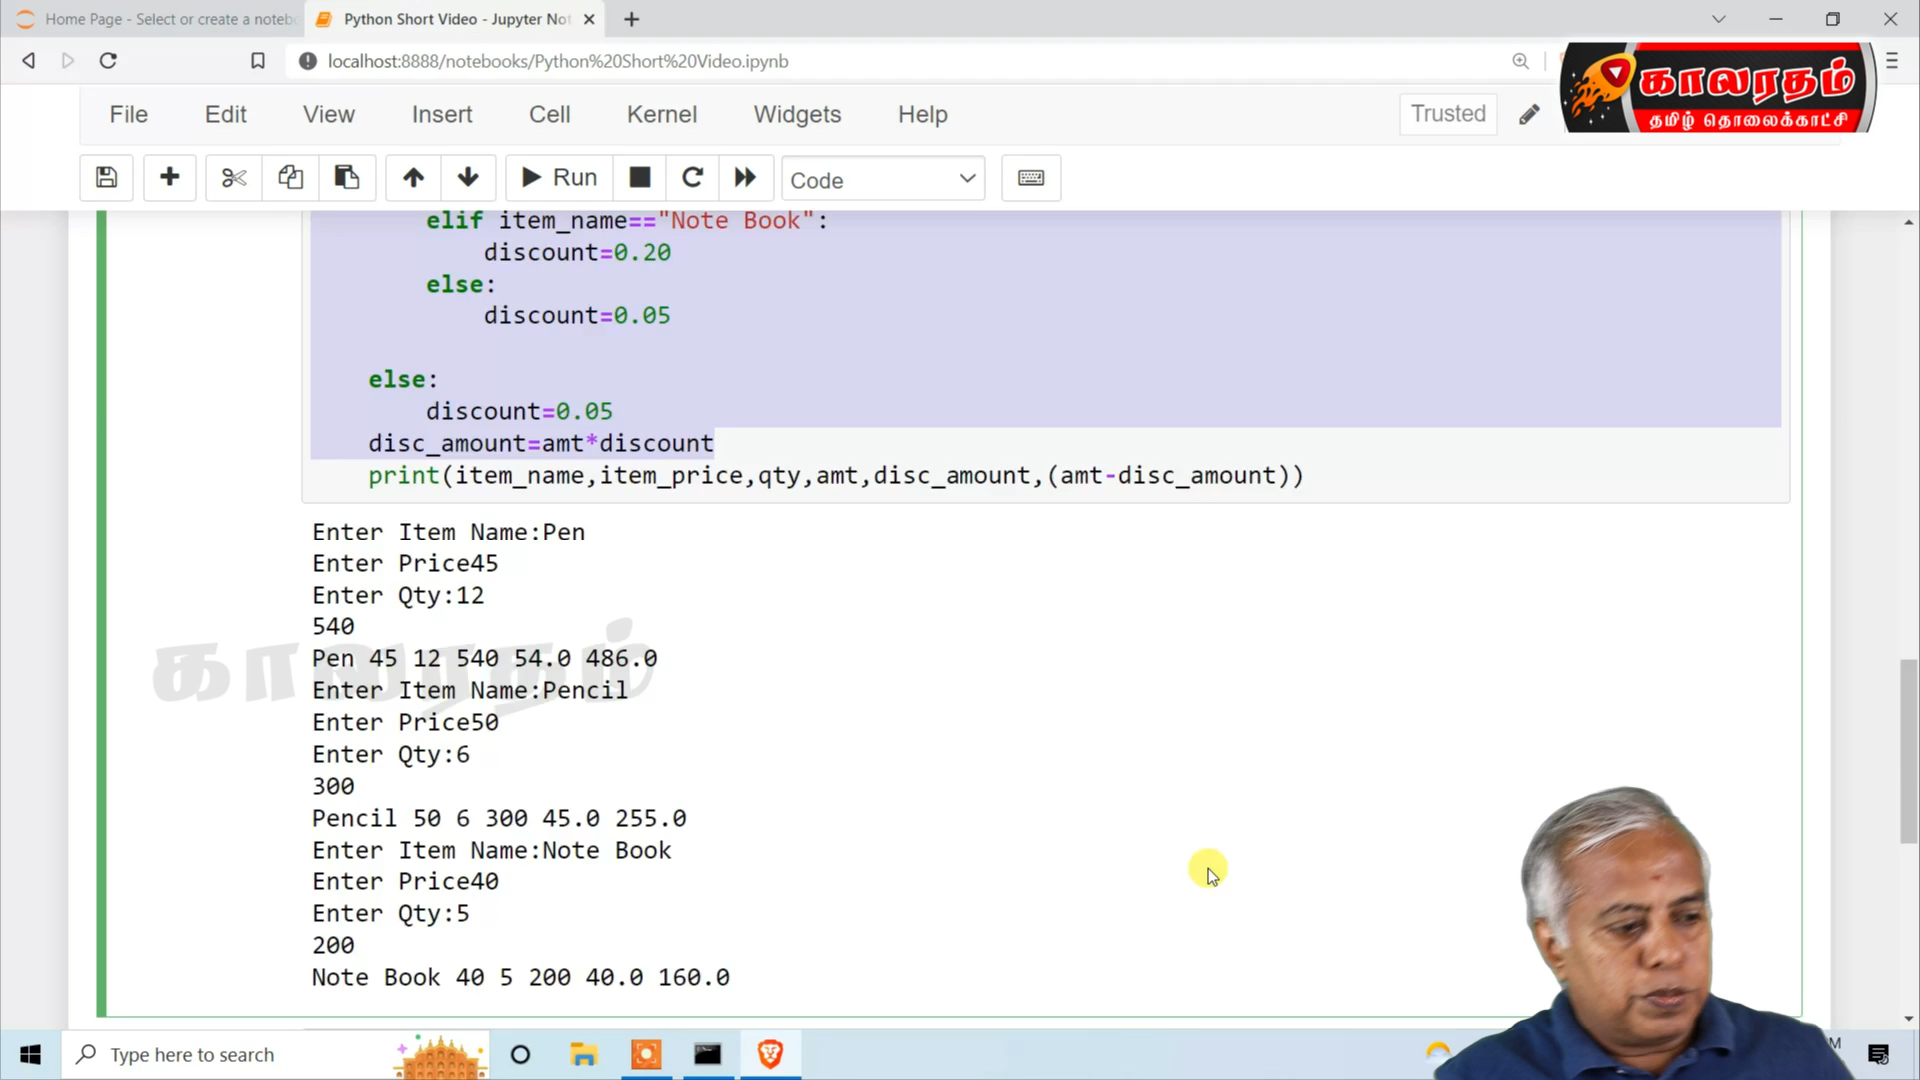 Home Page - Select or create a noteb
Python Short Video - Jupyter Not
localhost:8888/notebooks/Python%20Short%20Video.ipynb
காலரதம்
தமிழ் தொலைக்காட்சி
File Edit View Insert Cell Kernel Widgets Help
Trusted
Run
Code
elif item_name=="Note Book":
discount=0.20
else:
discount=0.05
else:
discount=0.05
disc_amount=amt*discount
print(item_name,item_price,qty,amt,disc_amount,(amt-disc_amount))
Enter Item Name:Pen
Enter Price45
Enter Qty:12
540
Pen 45 12 540 54.0 486.0
காலரதம்
Enter Item Name:Pencil
Enter Price50
Enter Qty:6
300
Pencil 50 6 300 45.0 255.0
Enter Item Name:Note Book
Enter Price40
Enter Qty:5
200
Note Book 40 5 200 40.0 160.0
Type here to search